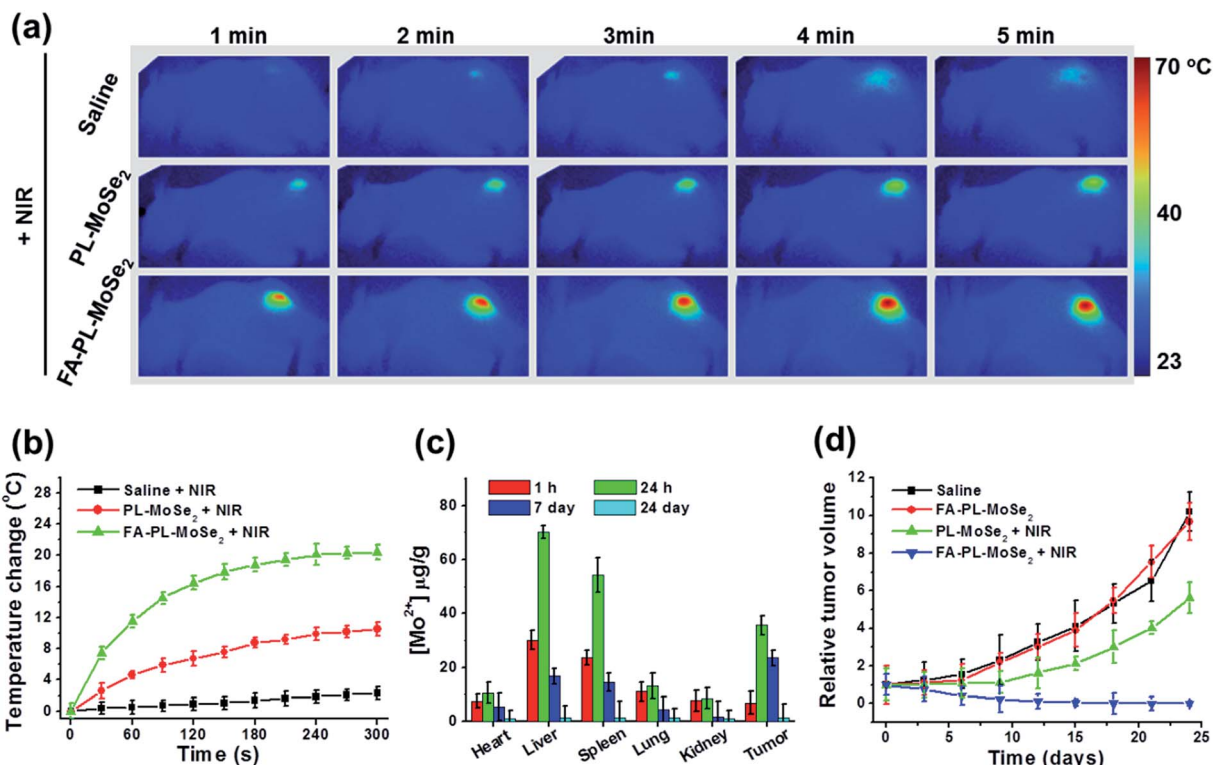 (a)
1 min 2 min 3min 4 min 5 min
+ NIR
Saline
PL-MoSe2
FA-PL-MoSe2
70 ºC
40
23
(b)
Temperature change (°C)
28
24
20
16
12
8
4
0
Saline + NIR
PL-MoSe2 + NIR
FA-PL-MoSe2 + NIR
0 60 120 180 240 300
Time (s)
(c)
[Mo2+] μg/g
80
60
40
20
0
1 h 24 h
7 day 24 day
Heart Liver Spleen Lung Kidney Tumor
(d)
Relative tumor volume
12
10
8
6
4
2
0
Saline
FA-PL-MoSe2
PL-MoSe2 + NIR
FA-PL-MoSe2 + NIR
0 5 10 15 20 25
Time (days)